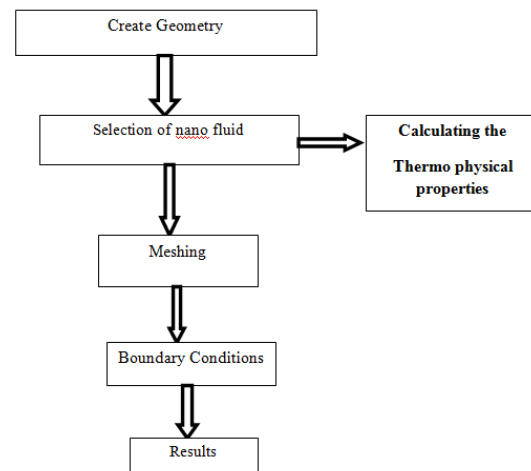 Create Geometry
Selection of nano fluid
Calculating the
Thermo physical
properties
Meshing
Boundary Conditions
Results